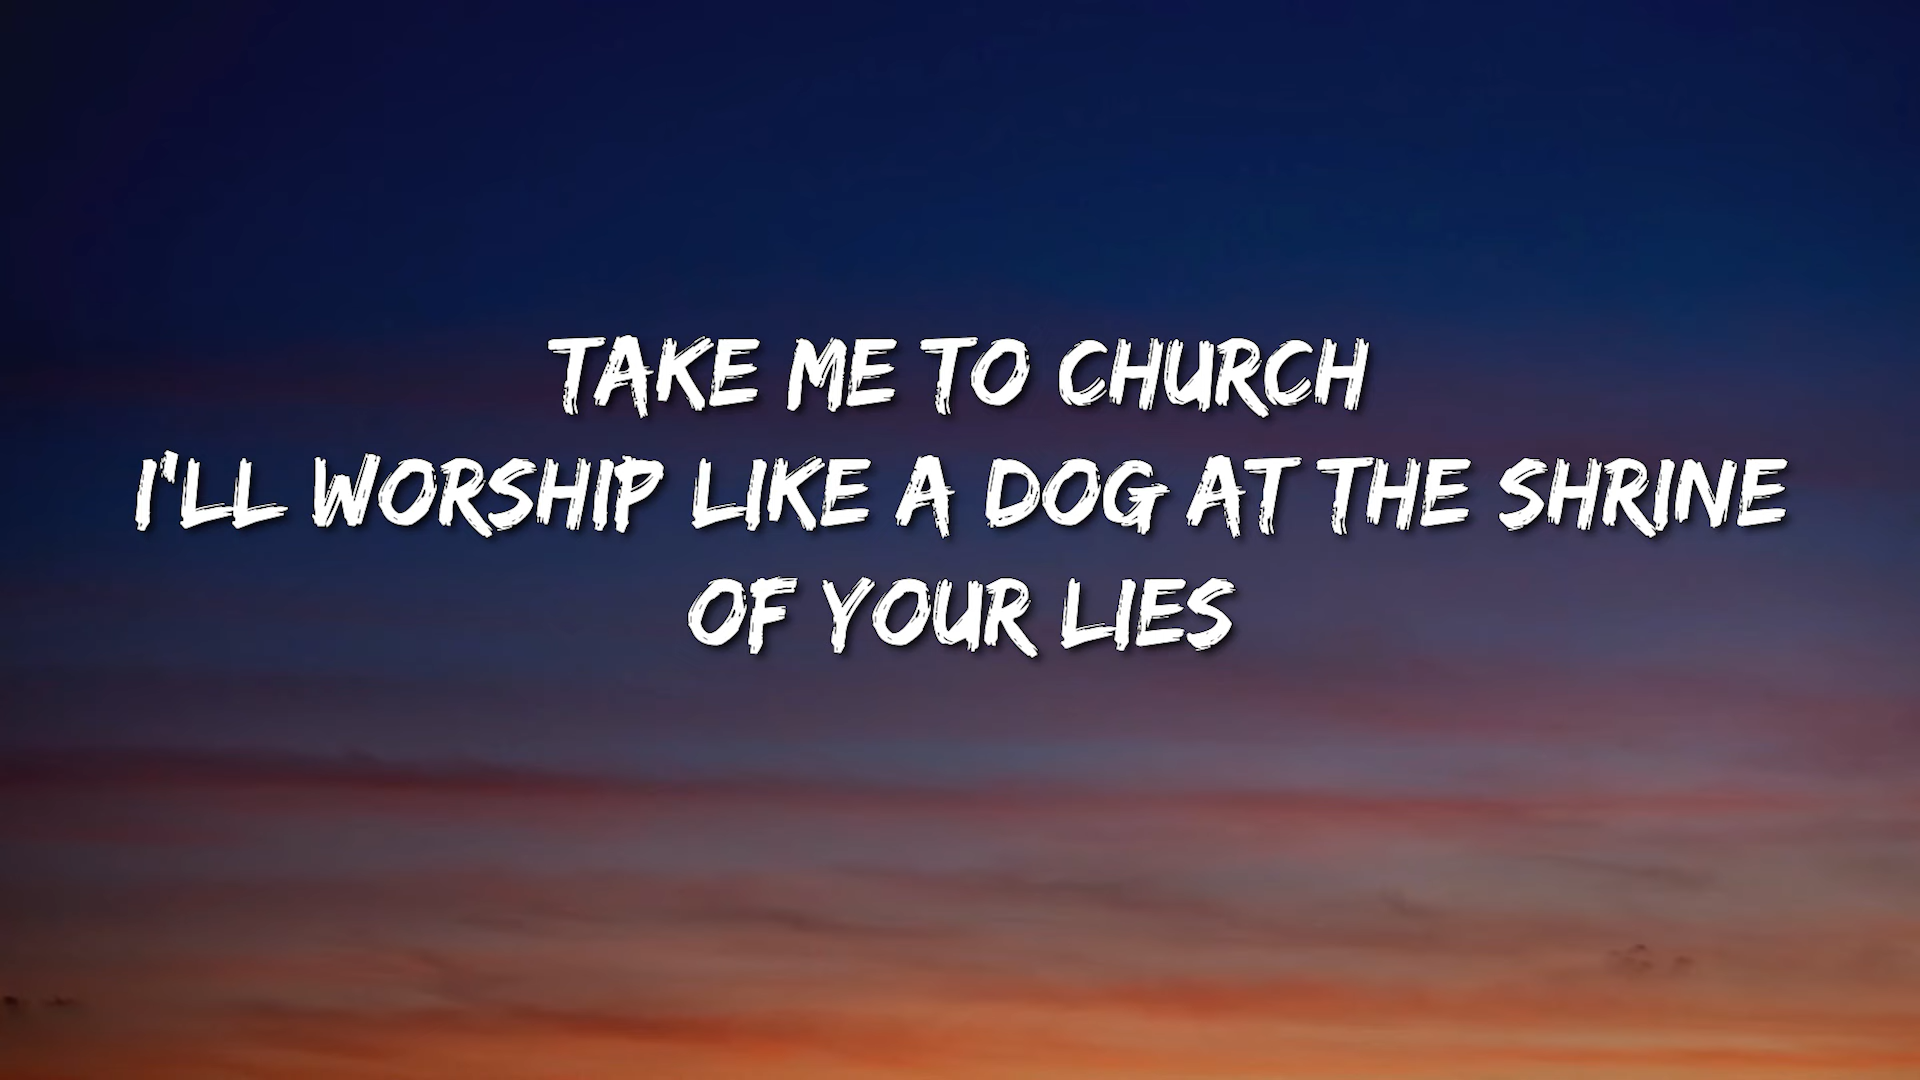 TAKE ME TO CHURCH
I'LL WORSHIP LIKE A DOG AT THE SHRINE
OF YOUR LIES